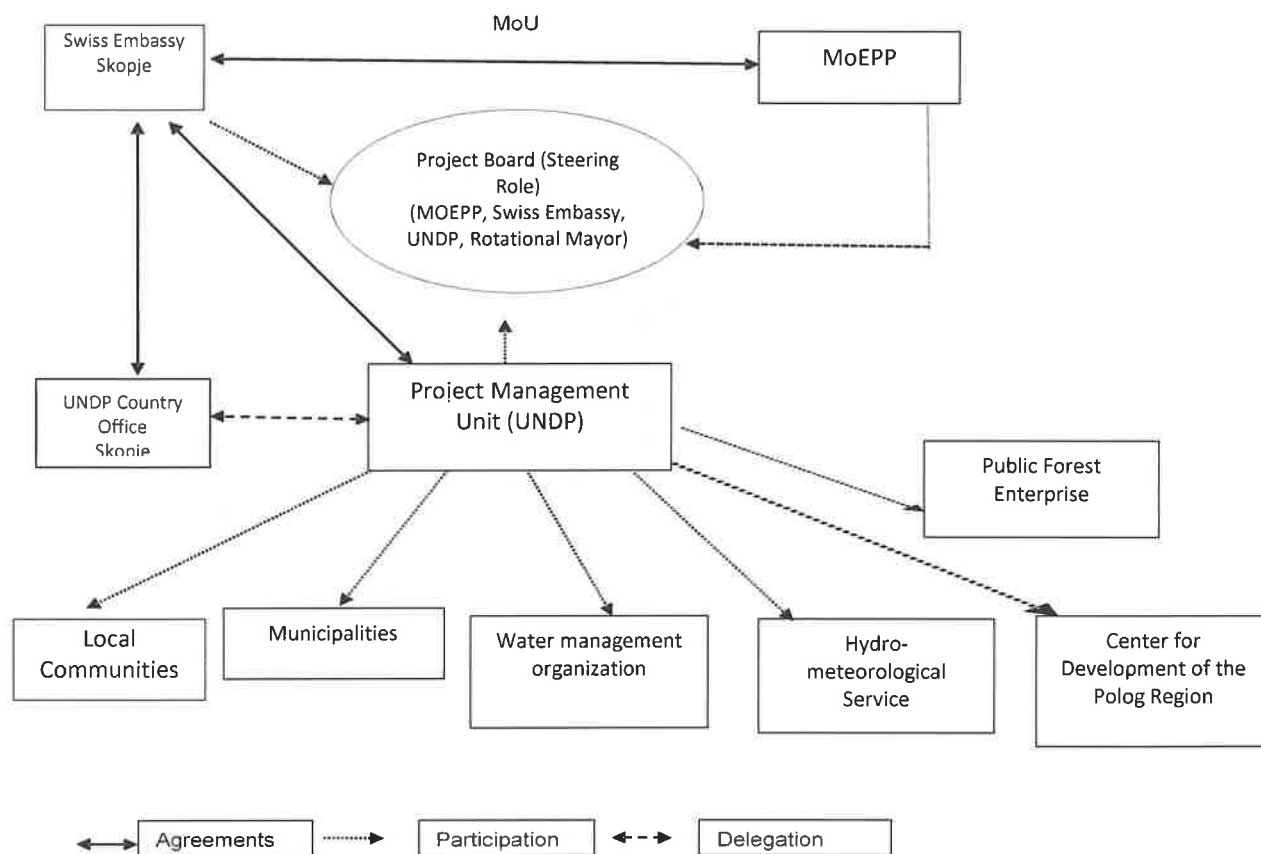 MoU
Swiss Embassy
Skopje
MoEPP
Project Board (Steering
Role)
(MOEPP, Swiss Embassy,
UNDP, Rotational Mayor)
UNDP Country
Office
Skopje
Project Management
Unit (UNDP)
Public Forest
Enterprise
Local
Communities
Municipalities
Water management
organization
Hydro-
meteorological
Service
Center for
Development of the
Polog Region
Agreements
Participation
Delegation